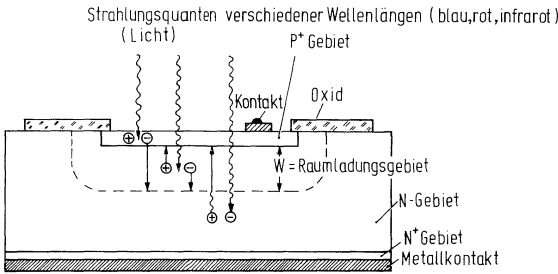 Strahlungsquanten verschiedener Wellenlängen (blau,rot,infrarot)
(Licht)
P⁺Gebiet
Kontakt
Oxid
⊕ ⊖
⊕ ⊖
W = Raumladungsgebiet
⊕ ⊖
N-Gebiet
N⁺Gebiet
Metallkontakt